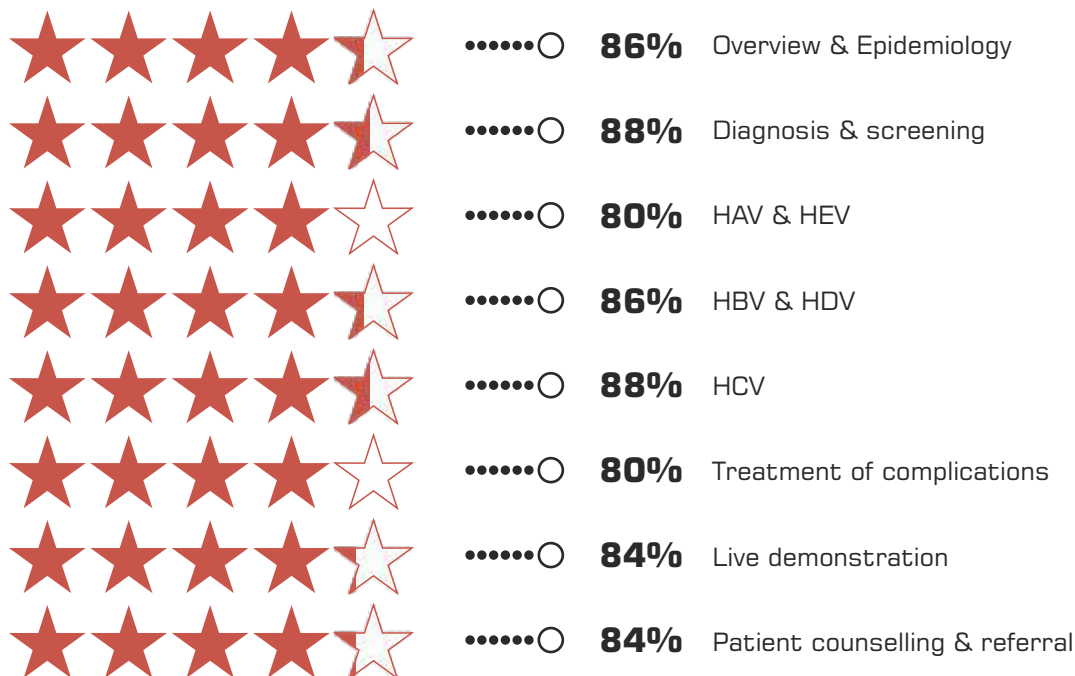 86% Overview & Epidemiology
88% Diagnosis & screening
80% HAV & HEV
86% HBV & HDV
88% HCV
80% Treatment of complications
84% Live demonstration
84% Patient counselling & referral